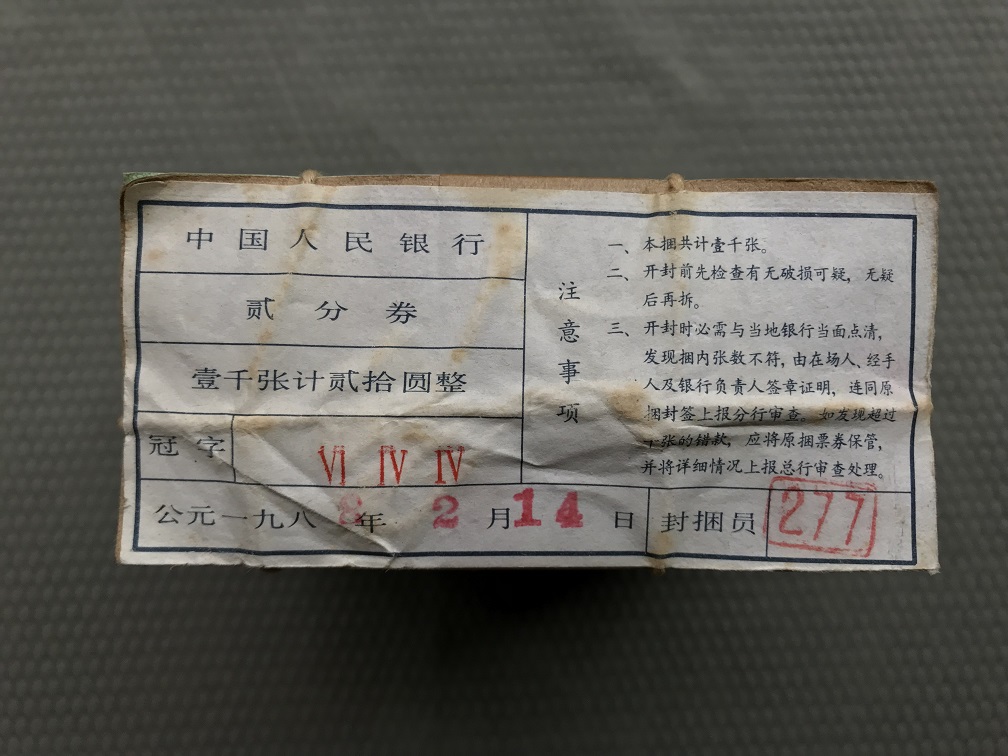 中国人民银行
贰分券
壹千张计贰拾圆整
冠字 VI IV IV
注意事项
一、本捆共计壹千张。
二、开封前先检查有无破损可疑，无疑
后再拆。
三、开封时必需与当地银行当面点清，
发现捆内张数不符，由在场人、经手
人及银行负责人签章证明，连同原
捆封签上报分行审查。如发现超过
张的错款，应将原捆票券保管，
并将详细情况上报总行审查处理。
公元一九八 年 2 月 14 日 封捆员 277